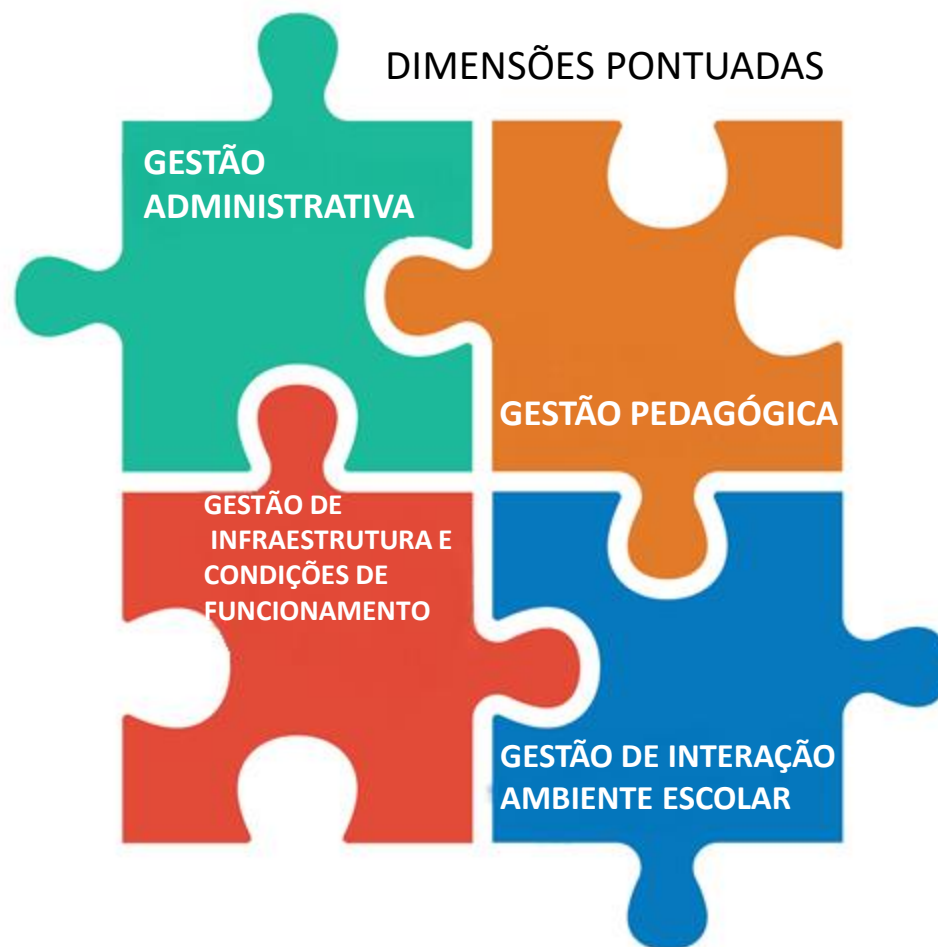 DIMENSÕES PONTUADAS
GESTÃO
ADMINISTRATIVA
GESTÃO PEDAGÓGICA
GESTÃO DE
INFRAESTRUTURA E
CONDIÇÕES DE
FUNCIONAMENTO
GESTÃO DE INTERAÇÃO
AMBIENTE ESCOLAR